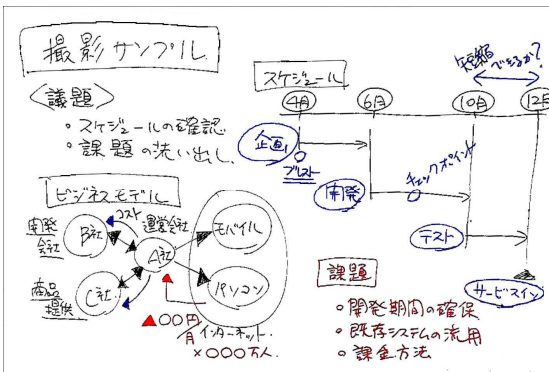 撮影サンプル
<議題>
・スケジュールの確認
・課題の洗い出し
ビジネスモデル
開発会社
B社
コスト
運営会社
モバイル
A社
パソコン
C社
商品提供
▲〇〇円/月
インターネット
×〇〇〇万人
スケジュール
短縮できるか?
4月
6月
10月
12月
企画
ブレスト
開発
チェックポイント
テスト
サービスイン
課題
・開発期間の確保
・既存システムの流用
・課金方法